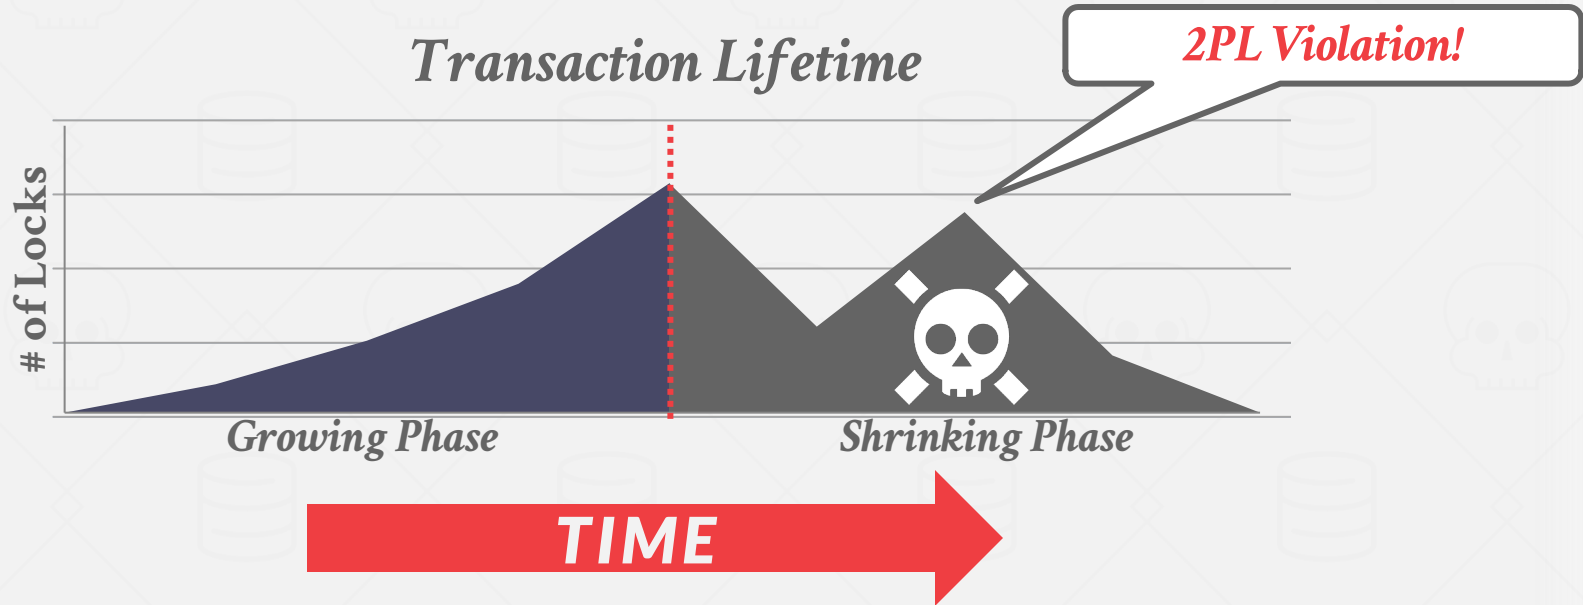 Transaction Lifetime
2PL Violation!
# of Locks
Growing Phase
Shrinking Phase
TIME